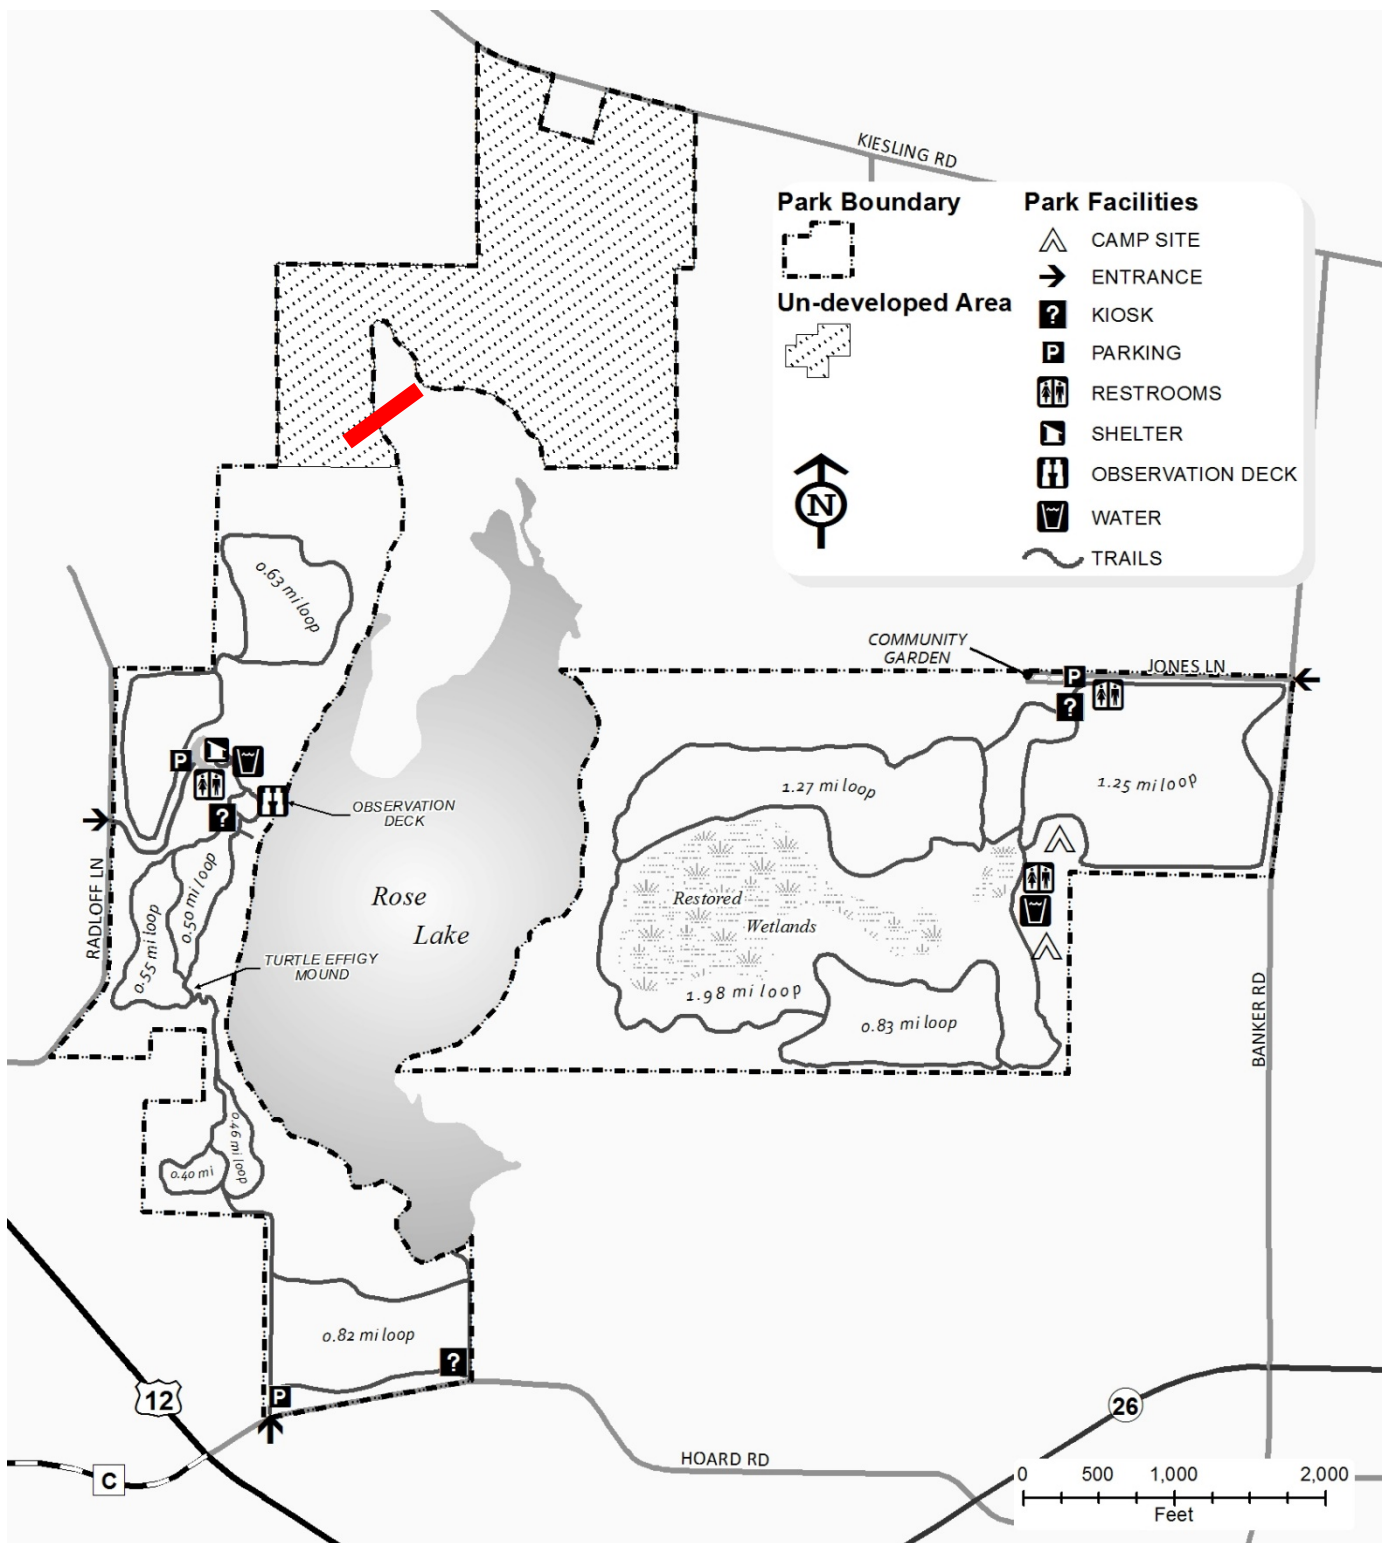 KIESLING RD
Park Boundary
Un-developed Area
N
Park Facilities
CAMP SITE
ENTRANCE
? KIOSK
P PARKING
RESTROOMS
SHELTER
OBSERVATION DECK
WATER
TRAILS
0.63 mi loop
COMMUNITY
GARDEN
JONES LN
P
?
P
?
OBSERVATION
DECK
1.27 mi loop
1.25 mi loop
RADLOFF LN
0.50 mi loop
0.55 mi loop
Rose
Lake
Restored
Wetlands
TURTLE EFFIGY
MOUND
1.98 mi loop
0.83 mi loop
BANKER RD
0.46 mi loop
0.40 mi
0.82 mi loop
?
P
12
26
C
HOARD RD
0 500 1,000 2,000
Feet